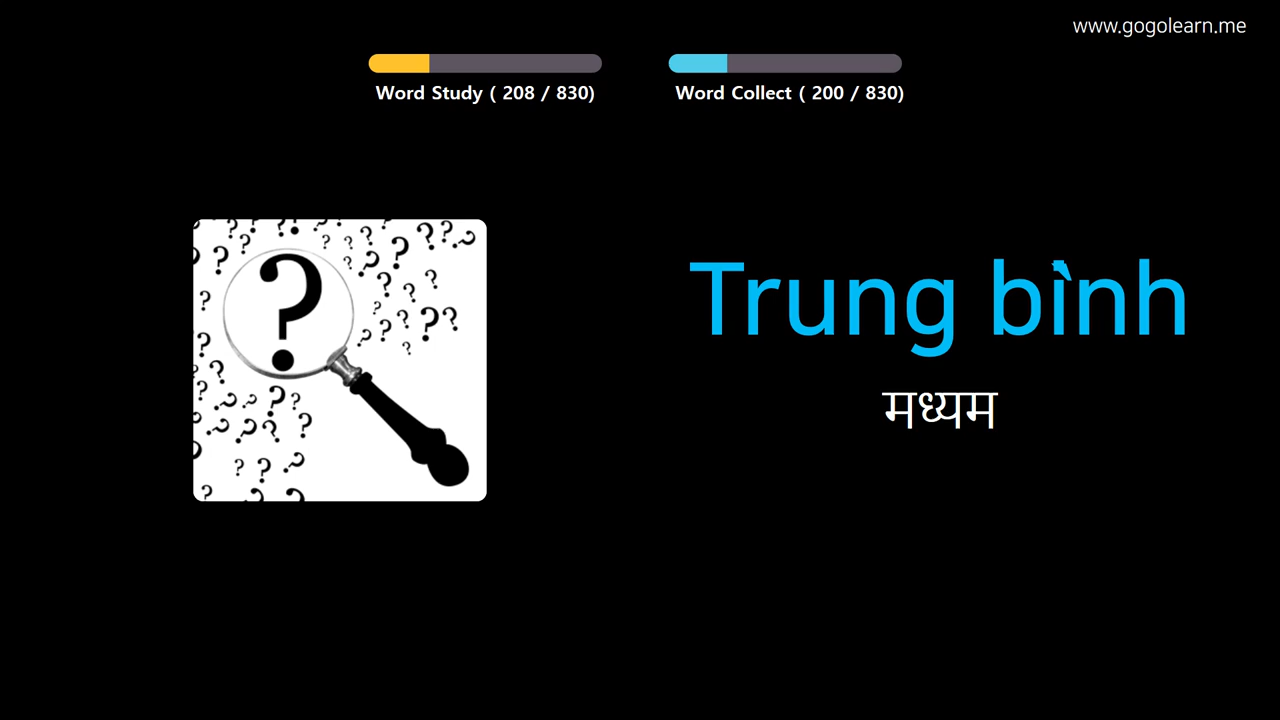 www.gogolearn.me
Word Study ( 208 / 830)
Word Collect ( 200 / 830)
Trung bình
मध्यम